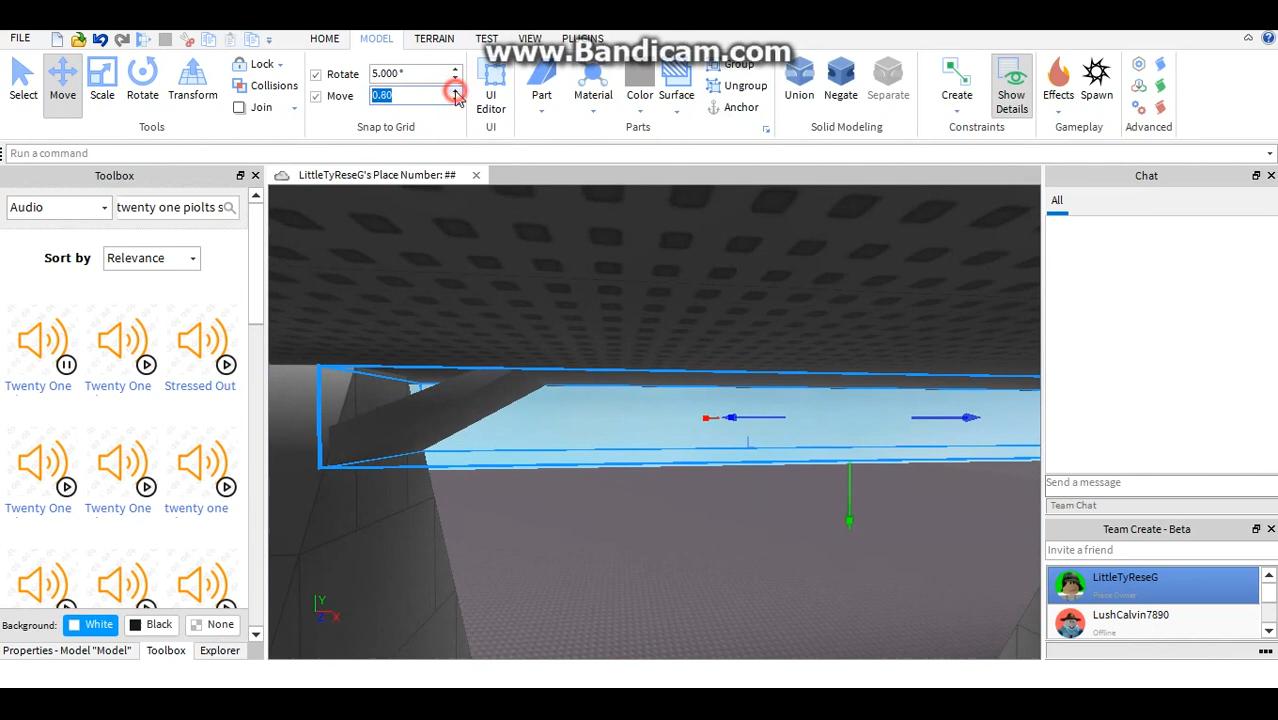 www.Bandicam.com
FILE
HOME
MODEL
TERRAIN
TEST
VIEW
PLUGINS
Select
Move
Scale
Rotate
Transform
Lock
Collisions
Join
Tools
Rotate
5.000 °
Move
0.80
Snap to Grid
UI
Editor
UI
Part
Material
Color
Surface
Group
Ungroup
Anchor
Parts
Union
Negate
Separate
Solid Modeling
Create
Show
Details
Constraints
Effects
Spawn
Gameplay
Advanced
Run a command
Toolbox
LittleTyReseG's Place Number: ##
Chat
Audio
twenty one piolts s
Sort by
Relevance
Twenty One
Twenty One
Stressed Out
Twenty One
Twenty One
twenty one
Background:
White
Black
None
Properties - Model "Model"
Toolbox
Explorer
Y
Z
X
All
Send a message
Team Chat
Team Create - Beta
Invite a friend
LittleTyReseG
Place Owner
LushCalvin7890
Offline